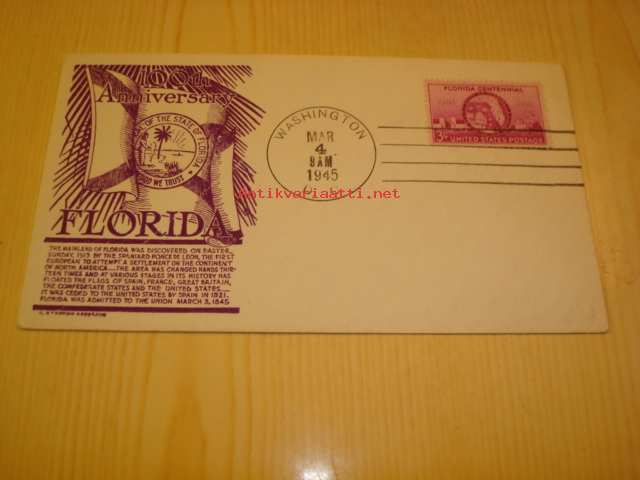 100th
Anniversary
OF THE STATE OF FLORIDA
GOD WE TRUST
FLORIDA
THE MAINLAND OF FLORIDA WAS DISCOVERED ON EASTER
SUNDAY, 1513 BY THE SPANIARD PONCE DE LEON, THE FIRST
EUROPEAN TO ATTEMPT A SETTLEMENT ON THE CONTINENT
OF NORTH AMERICA.... THE AREA HAS CHANGED HANDS THIR-
TEEN TIMES AND AT VARIOUS STAGES IN ITS HISTORY HAS
FLOATED THE FLAGS OF SPAIN, FRANCE, GREAT BRITAIN,
THE CONFEDERATE STATES AND THE UNITED STATES....
IT WAS CEDED TO THE UNITED STATES BY SPAIN IN 1821.
FLORIDA WAS ADMITTED TO THE UNION MARCH 3, 1845
WASHINGTON
MAR
4
9AM
1945
D.C.
FLORIDA CENTENNIAL
3¢ UNITED STATES POSTAGE
Antikvariaatti.net